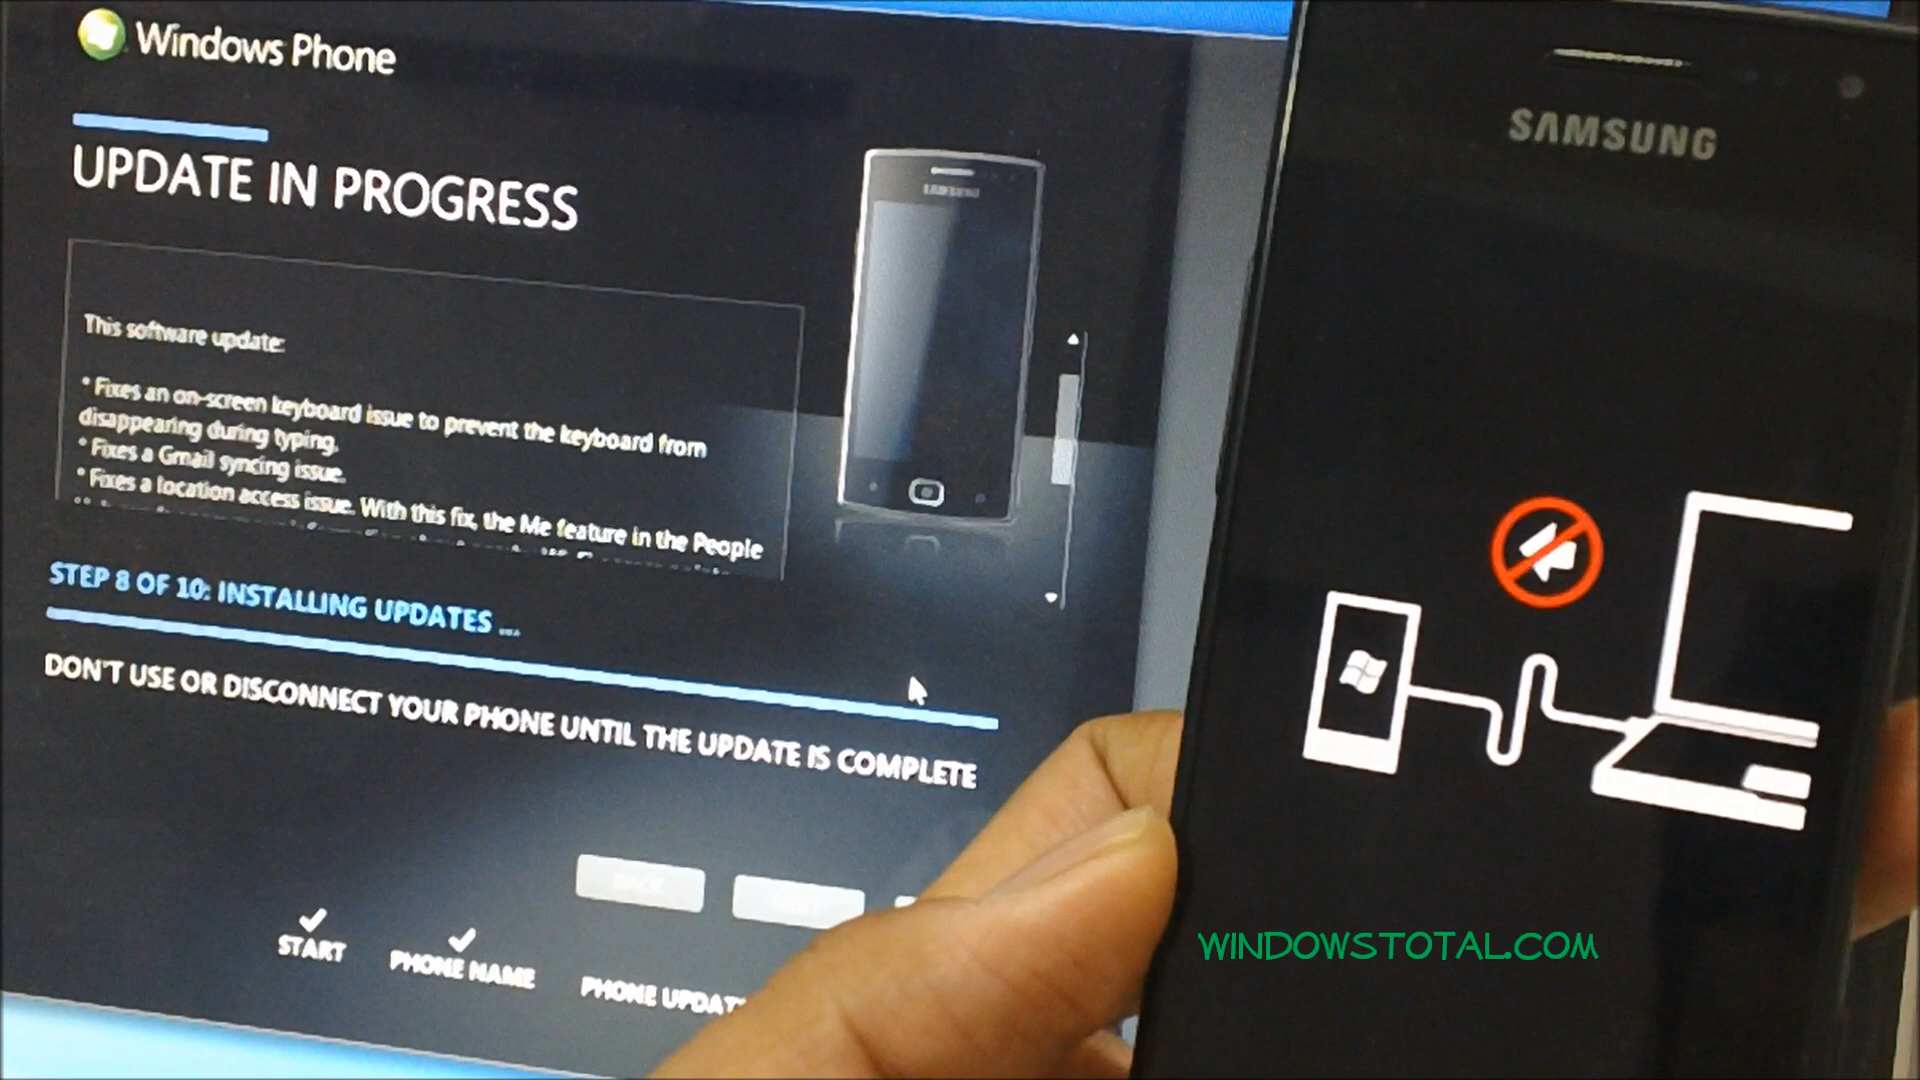 Windows Phone
UPDATE IN PROGRESS
This software update:
* Fixes an on-screen keyboard issue to prevent the keyboard from
disappearing during typing.
* Fixes a Gmail syncing issue.
* Fixes a location access issue. With this fix, the Me feature in the People
STEP 8 OF 10: INSTALLING UPDATES ...
DON'T USE OR DISCONNECT YOUR PHONE UNTIL THE UPDATE IS COMPLETE
START
PHONE NAME
PHONE UPDAT
SAMSUNG
SAMSUNG
WINDOWSTOTAL.COM